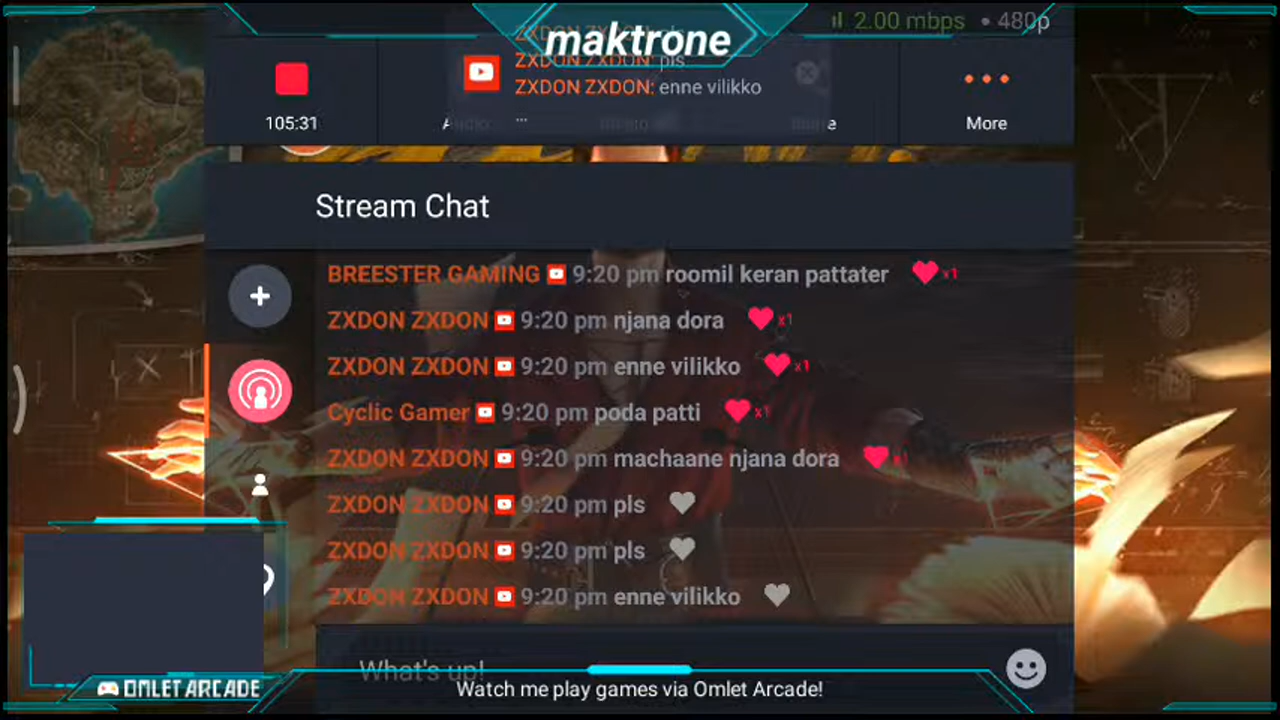 2.00 mbps • 480p
maktrone
ZXDON ZXDON: pls
ZXDON ZXDON: enne vilikko
105:31
...
More
Stream Chat
BREESTER GAMING 9:20 pm roomil keran pattater x1
ZXDON ZXDON 9:20 pm njana dora x1
ZXDON ZXDON 9:20 pm enne vilikko x1
Cyclic Gamer 9:20 pm poda patti x1
ZXDON ZXDON 9:20 pm machaane njana dora x1
ZXDON ZXDON 9:20 pm pls
ZXDON ZXDON 9:20 pm pls
ZXDON ZXDON 9:20 pm enne vilikko
What's up!
OMLET ARCADE
Watch me play games via Omlet Arcade!